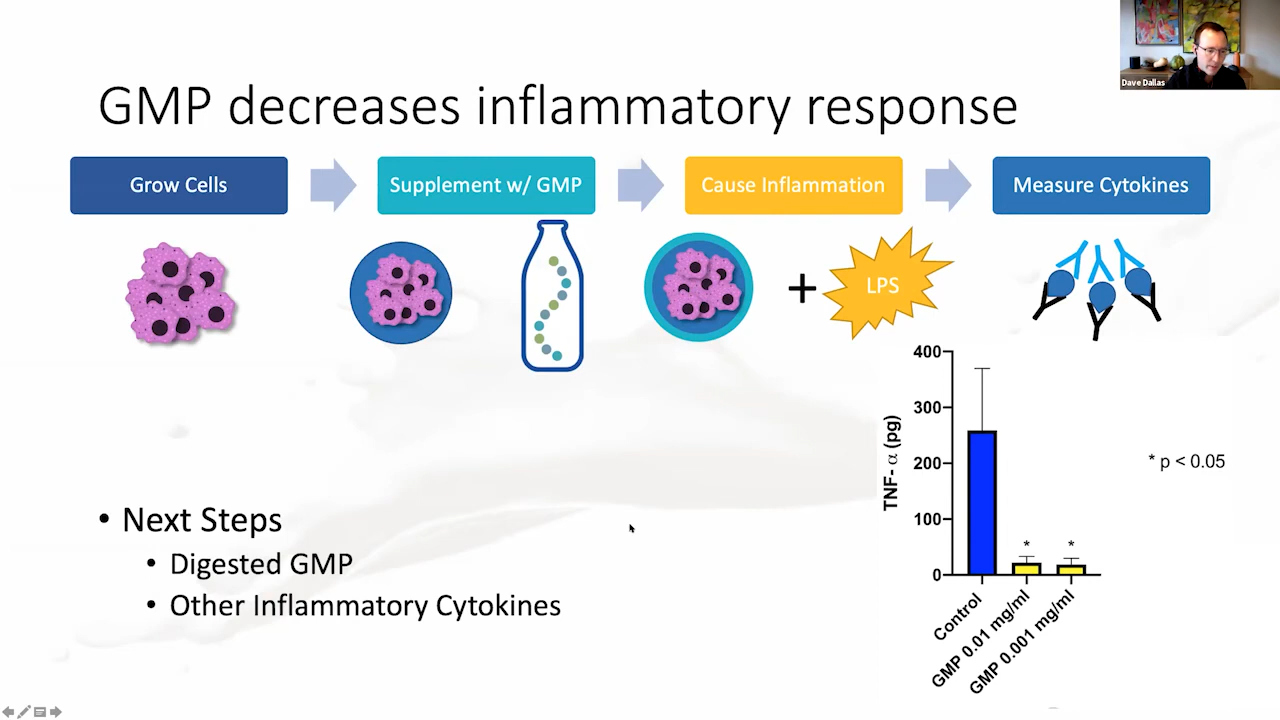 Dave Dallas
GMP decreases inflammatory response
Grow Cells
Supplement w/ GMP
Cause Inflammation
Measure Cytokines
+
LPS
400
300
200
100
0
TNF- α (pg)
*
*
* p < 0.05
Control
GMP 0.01 mg/ml
GMP 0.001 mg/ml
• Next Steps
• Digested GMP
• Other Inflammatory Cytokines